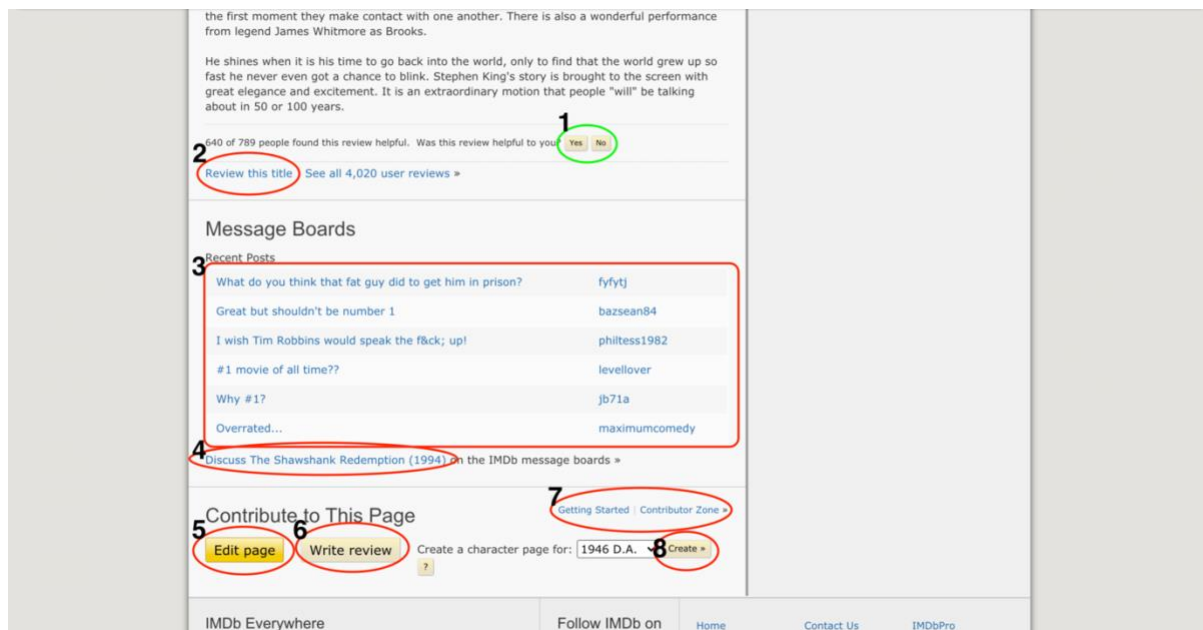 the first moment they make contact with one another. There is also a wonderful performance
from legend James Whitmore as Brooks.
He shines when it is his time to go back into the world, only to find that the world grew up so
fast he never even got a chance to blink. Stephen King's story is brought to the screen with
great elegance and excitement. It is an extraordinary motion that people "will" be talking
about in 50 or 100 years.
1
640 of 789 people found this review helpful. Was this review helpful to you? Yes No
2
Review this title See all 4,020 user reviews »
Message Boards
Recent Posts
3
What do you think that fat guy did to get him in prison? fyfytj
Great but shouldn't be number 1 bazsean84
I wish Tim Robbins would speak the f&ck; up! philtess1982
#1 movie of all time?? levellover
Why #1? jb71a
Overrated... maximumcomedy
4
Discuss The Shawshank Redemption (1994) on the IMDb message boards »
7
Getting Started | Contributor Zone »
Contribute to This Page
5 6
Edit page Write review Create a character page for: 1946 D.A. 8 Create »
?
IMDb Everywhere Follow IMDb on Home Contact Us IMDbPro